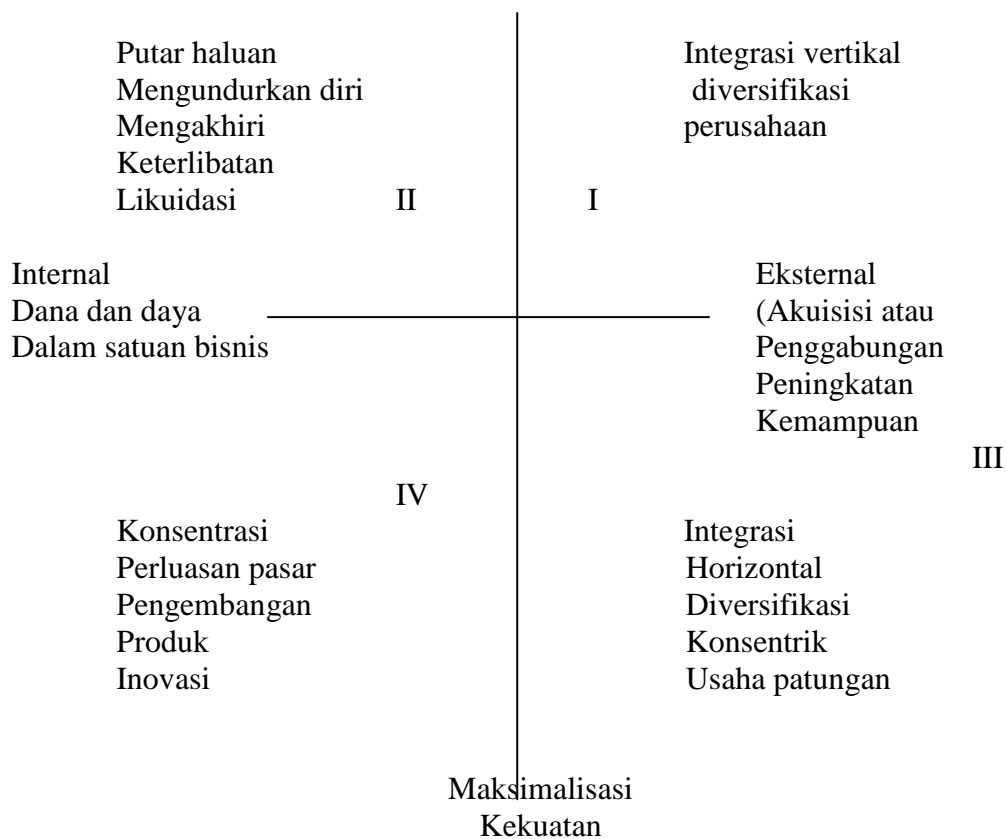 Putar haluan
Mengundurkan diri
Mengakhiri
Keterlibatan
Likuidasi
II
Integrasi vertikal
diversifikasi
perusahaan
I
Internal
Dana dan daya
Dalam satuan bisnis
Eksternal
(Akuisisi atau
Penggabungan
Peningkatan
Kemampuan
III
IV
Konsentrasi
Perluasan pasar
Pengembangan
Produk
Inovasi
Integrasi
Horizontal
Diversifikasi
Konsentrik
Usaha patungan
Maksimalisasi
Kekuatan